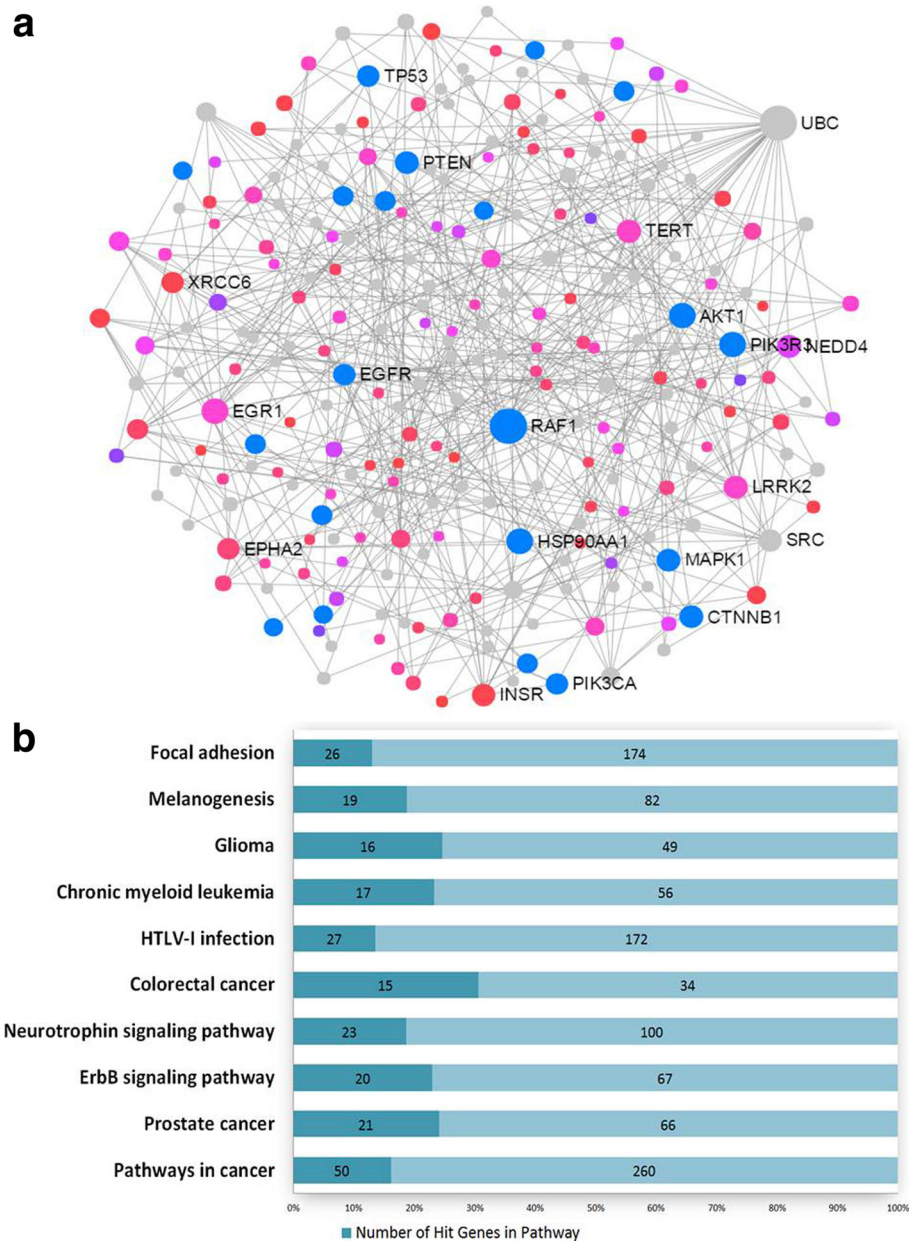 a
TP53
UBC
PTEN
TERT
XRCC6
AKT1
PIK3R3 NEDD4
EGFR
EGR1
RAF1
LRRK2
HSP90AA1
SRC
EPHA2
MAPK1
CTNNB1
PIK3CA
INSR
b
Focal adhesion 26 174
Melanogenesis 19 82
Glioma 16 49
Chronic myeloid leukemia 17 56
HTLV-I infection 27 172
Colorectal cancer 15 34
Neurotrophin signaling pathway 23 100
ErbB signaling pathway 20 67
Prostate cancer 21 66
Pathways in cancer 50 260
0% 10% 20% 30% 40% 50% 60% 70% 80% 90% 100%
Number of Hit Genes in Pathway